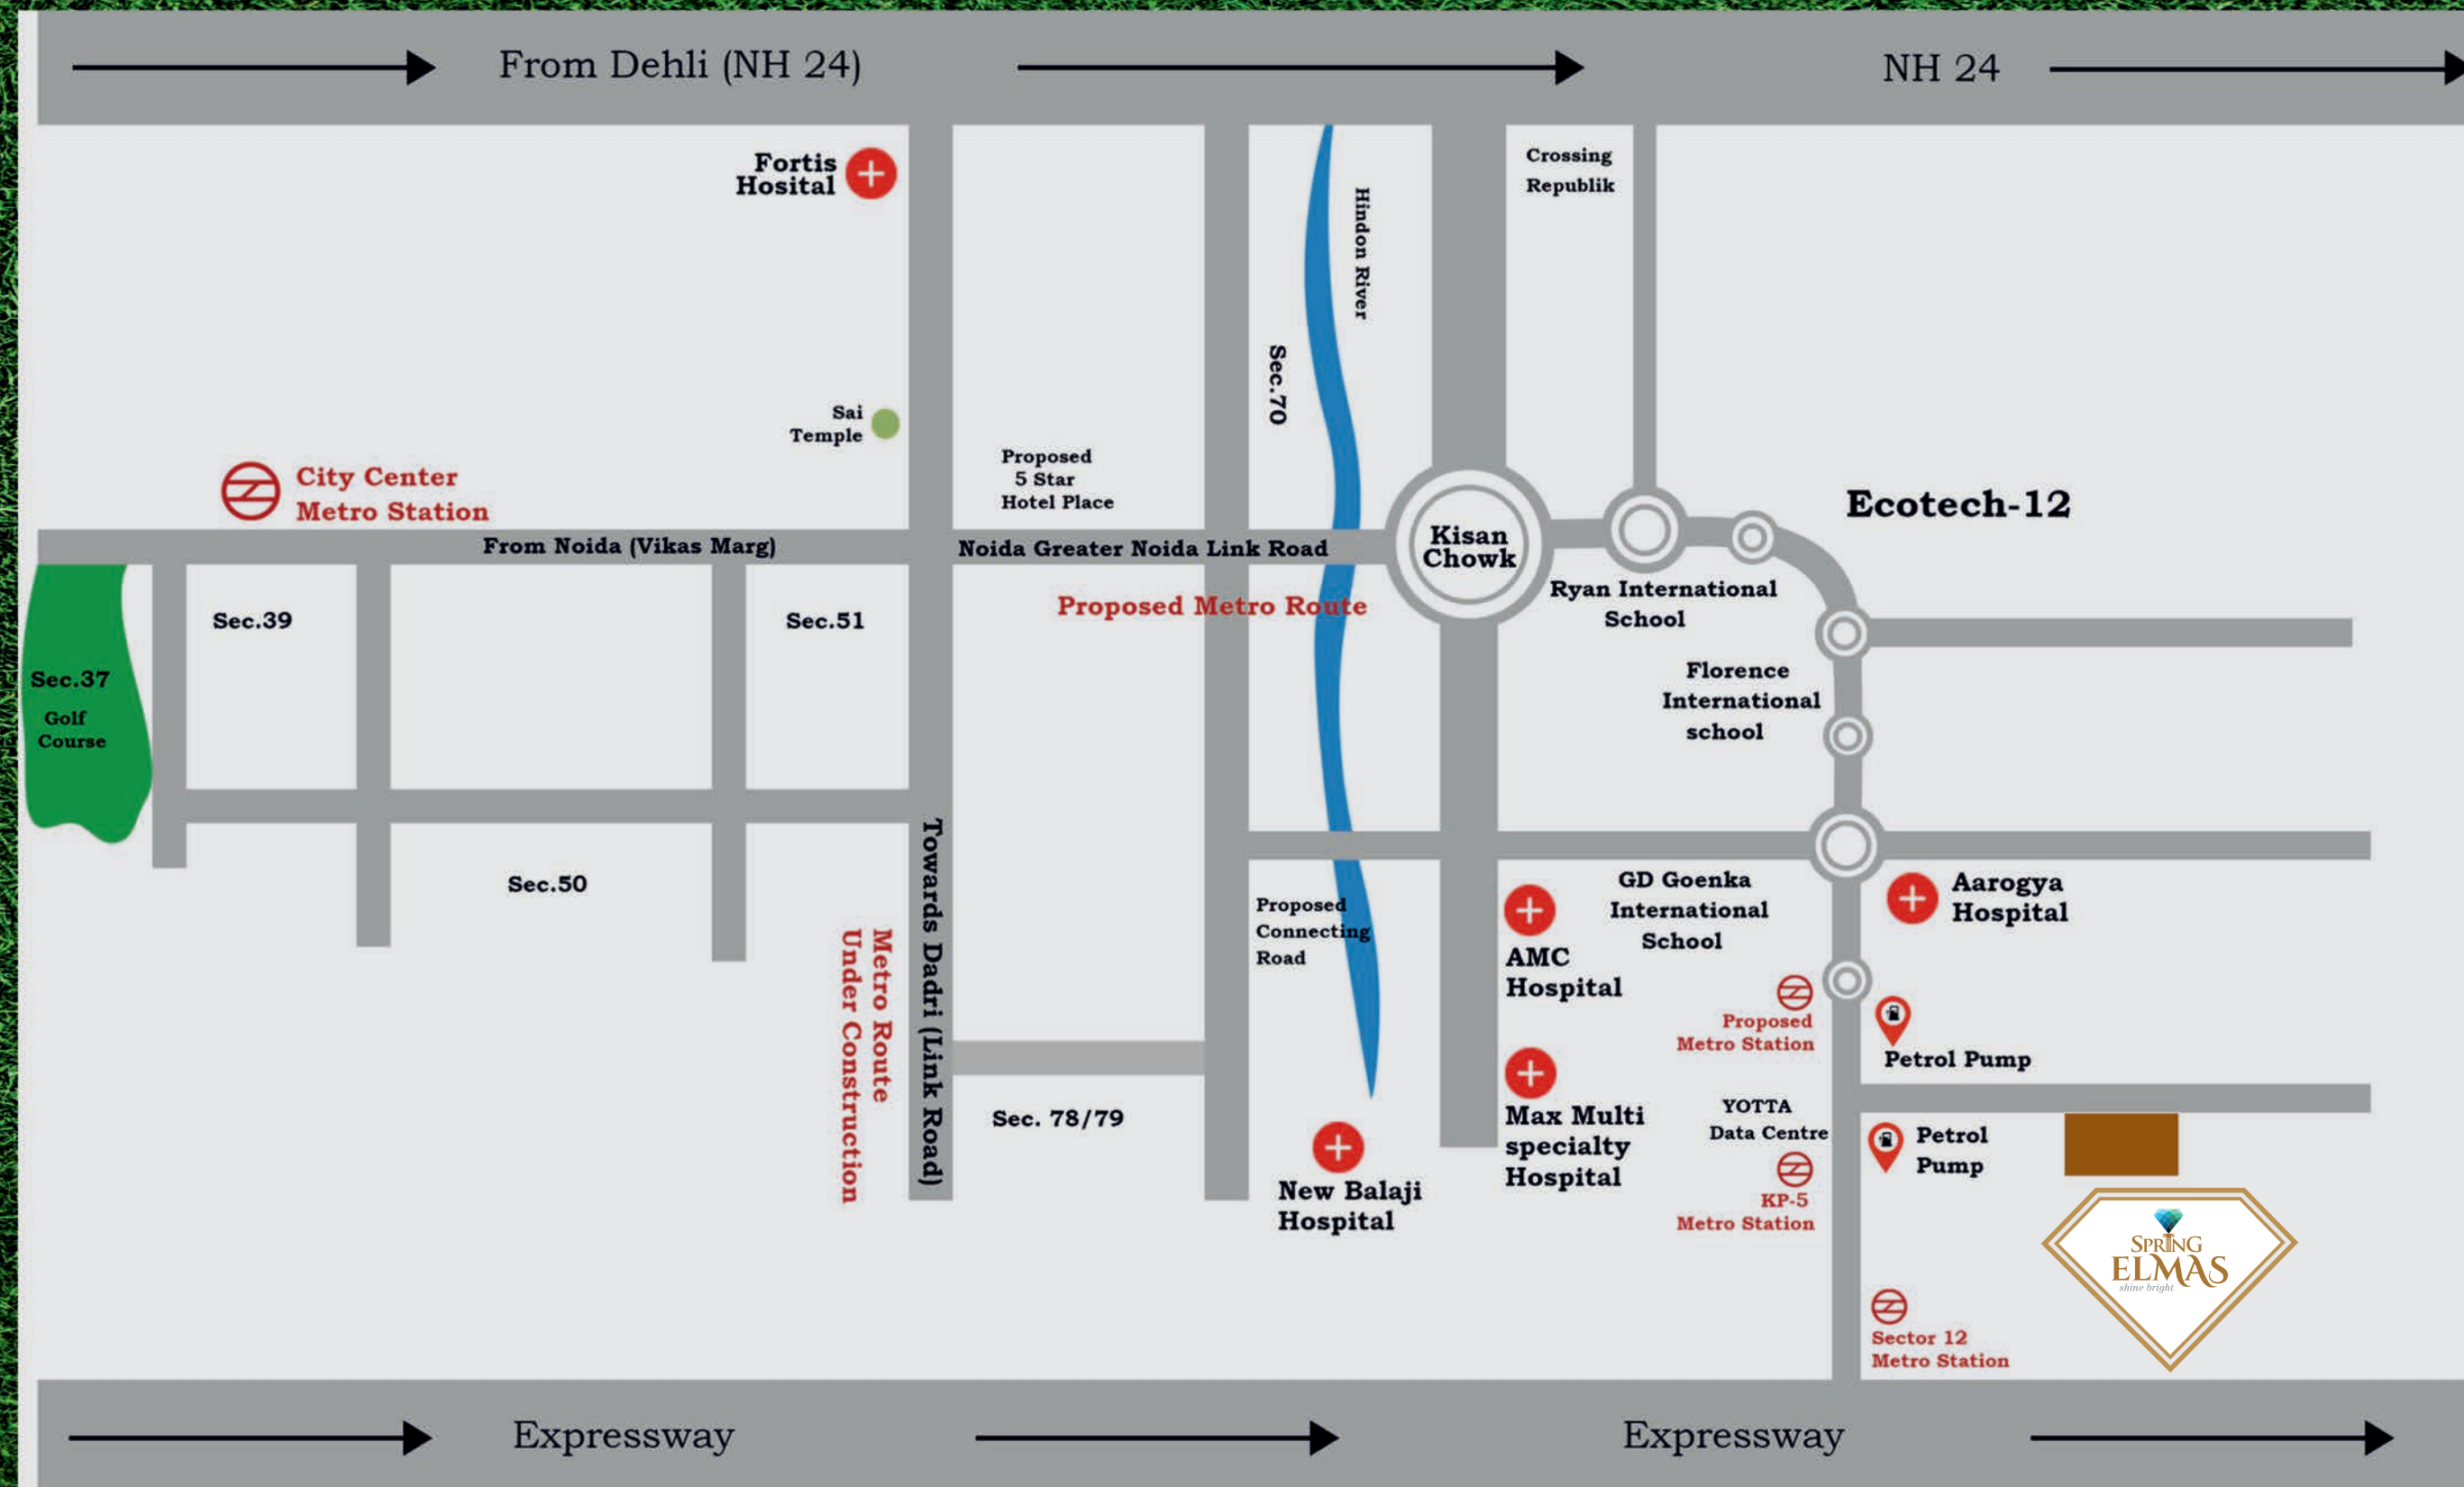 From Dehli (NH 24)
NH 24
Fortis
Hosital
Crossing
Republik
Hindon River
Sec.70
Sai
Temple
Proposed
5 Star
Hotel Place
City Center
Metro Station
Ecotech-12
From Noida (Vikas Marg)
Noida Greater Noida Link Road
Kisan
Chowk
Proposed Metro Route
Ryan International
School
Sec.39
Sec.51
Sec.37
Golf
Course
Florence
International
school
Towards Dadri (Link Road)
Sec.50
Metro Route
Under Construction
Proposed
Connecting
Road
AMC
Hospital
GD Goenka
International
School
Aarogya
Hospital
Proposed
Metro Station
Petrol Pump
Sec. 78/79
New Balaji
Hospital
Max Multi
specialty
Hospital
YOTTA
Data Centre
KP-5
Metro Station
Petrol
Pump
SPRING
ELMAS
shine bright
Sector 12
Metro Station
Expressway
Expressway